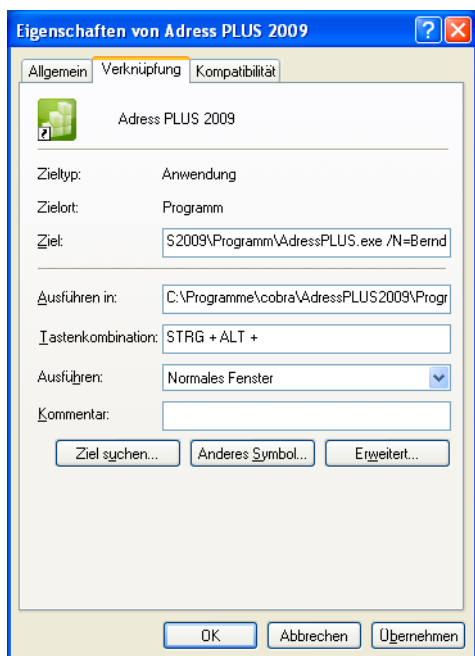 Eigenschaften von Adress PLUS 2009
Allgemein Verknüpfung Kompatibilität
Adress PLUS 2009
Zieltyp: Anwendung
Zielort: Programm
Ziel: S2009\Programm\AdressPLUS.exe /N=Bernd
Ausführen in: C:\Programme\cobra\AdressPLUS2009\Progr
Tastenkombination: STRG + ALT +
Ausführen: Normales Fenster
Kommentar:
Ziel suchen... Anderes Symbol... Erweitert...
OK Abbrechen Übernehmen